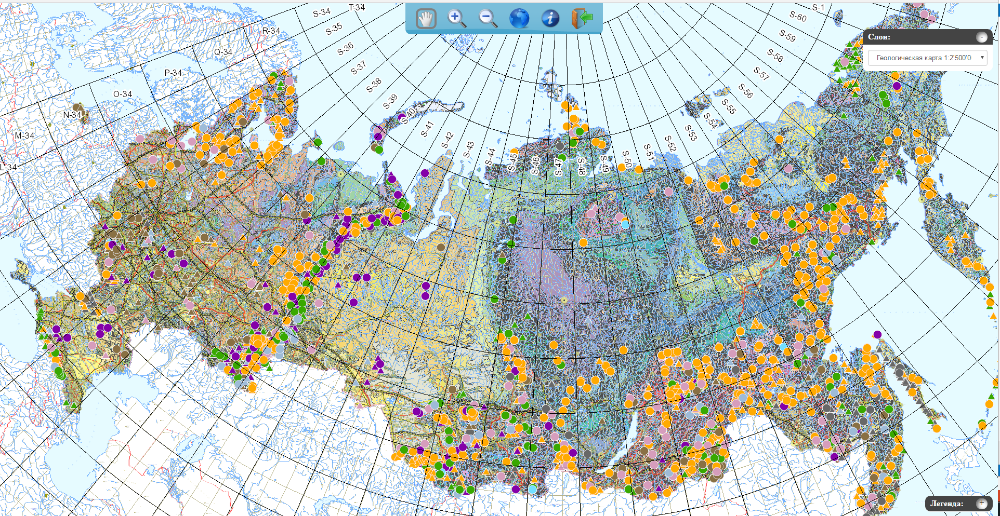 T-34
S-34
S-35
R-34
S-36
Q-34
S-37
P-34
S-38
O-34
S-39
N-34
S-40
S-41
M-34
S-42
S-43
S-44
L-34
S-45
S-46
S-47
S-48
S-49
S-50
S-51
S-52
S-53
S-54
S-55
S-56
S-57
S-58
S-59
S-60
S-1
Слои:
-
Геологическая карта 1:2'500'0
Легенда:
+